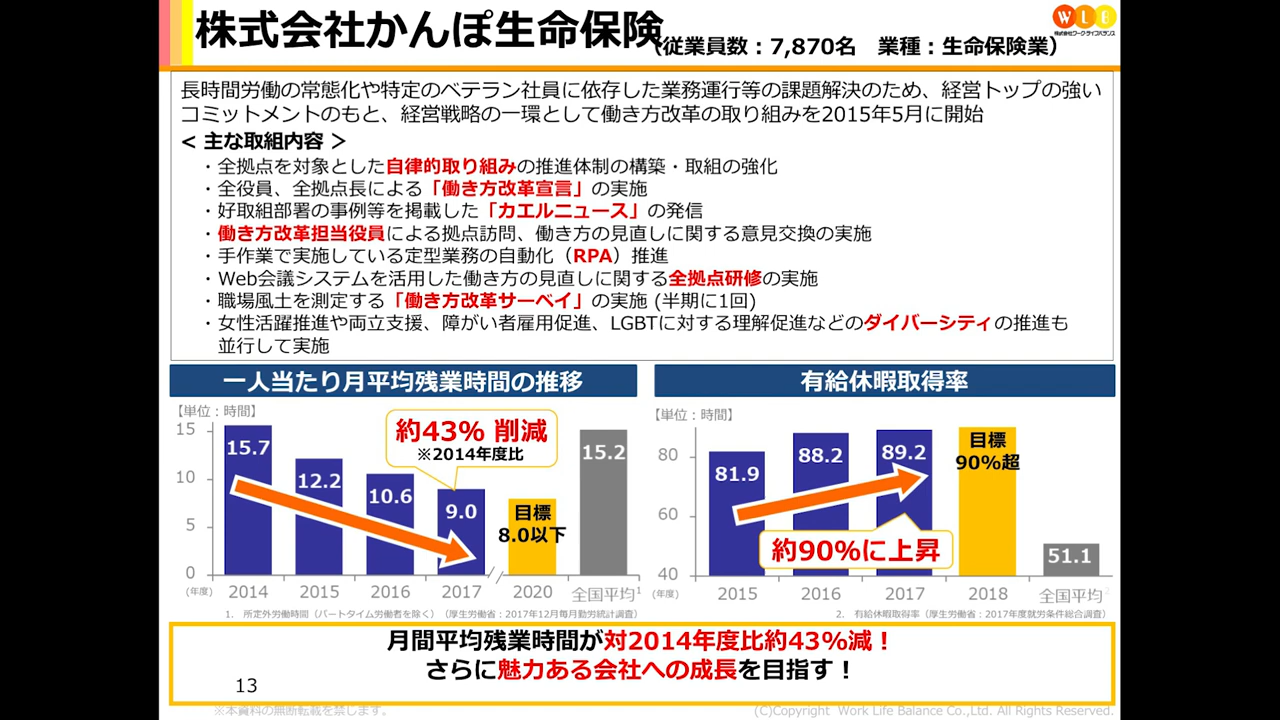 株式会社かんぽ生命保険(従業員数：7,870名　業種：生命保険業）
WLB
株式会社ワーク・ライフバランス
長時間労働の常態化や特定のベテラン社員に依存した業務運行等の課題解決のため、経営トップの強い
コミットメントのもと、経営戦略の一環として働き方改革の取り組みを2015年5月に開始
< 主な取組内容 >
・全拠点を対象とした自律的取り組みの推進体制の構築・取組の強化
・全役員、全拠点長による「働き方改革宣言」の実施
・好取組部署の事例等を掲載した「カエルニュース」の発信
・働き方改革担当役員による拠点訪問、働き方の見直しに関する意見交換の実施
・手作業で実施している定型業務の自動化（RPA）推進
・Web会議システムを活用した働き方の見直しに関する全拠点研修の実施
・職場風土を測定する「働き方改革サーベイ」の実施 (半期に1回)
・女性活躍推進や両立支援、障がい者雇用促進、LGBTに対する理解促進などのダイバーシティの推進も
並行して実施
一人当たり月平均残業時間の推移
【単位：時間】
15
10
5
0
15.7
12.2
10.6
9.0
目標
8.0以下
15.2
約43% 削減
※2014年度比
(年度)
2014
2015
2016
2017
2020
全国平均1
1. 所定外労働時間（パートタイム労働者を除く）（厚生労働省：2017年12月毎月勤労統計調査）
有給休暇取得率
【単位：時間】
80
60
40
81.9
88.2
89.2
目標
90%超
51.1
約90%に上昇
(年度)
2015
2016
2017
2018
全国平均2
2. 有給休暇取得率（厚生労働省：2017年度就労条件総合調査）
月間平均残業時間が対2014年度比約43%減！
さらに魅力ある会社への成長を目指す！
13
※本資料の無断転載を禁じます。
(C)Copyright Work Life Balance Co.,Ltd. All Rights Reserved.